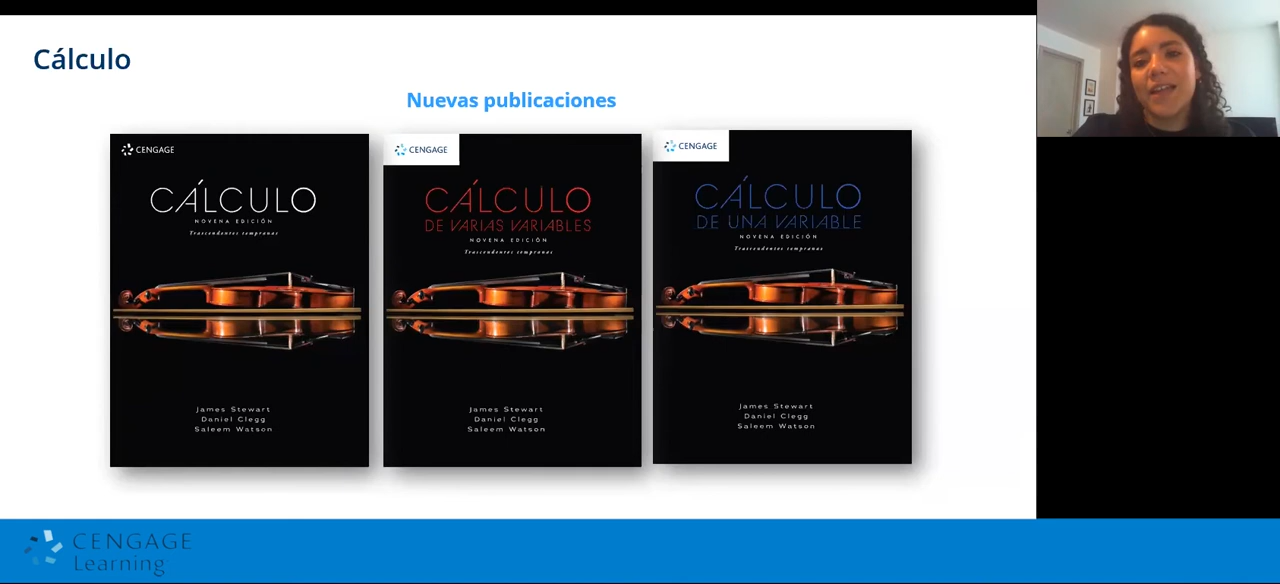 Cálculo
Nuevas publicaciones
CENGAGE
CÁLCULO
NOVENA EDICIÓN
Trascendentes tempranas
James Stewart
Daniel Clegg
Saleem Watson
CENGAGE
CÁLCULO
DE VARIAS VARIABLES
NOVENA EDICIÓN
Trascendentes tempranas
James Stewart
Daniel Clegg
Saleem Watson
CENGAGE
CÁLCULO
DE UNA VARIABLE
NOVENA EDICIÓN
Trascendentes tempranas
James Stewart
Daniel Clegg
Saleem Watson
CENGAGE
Learning